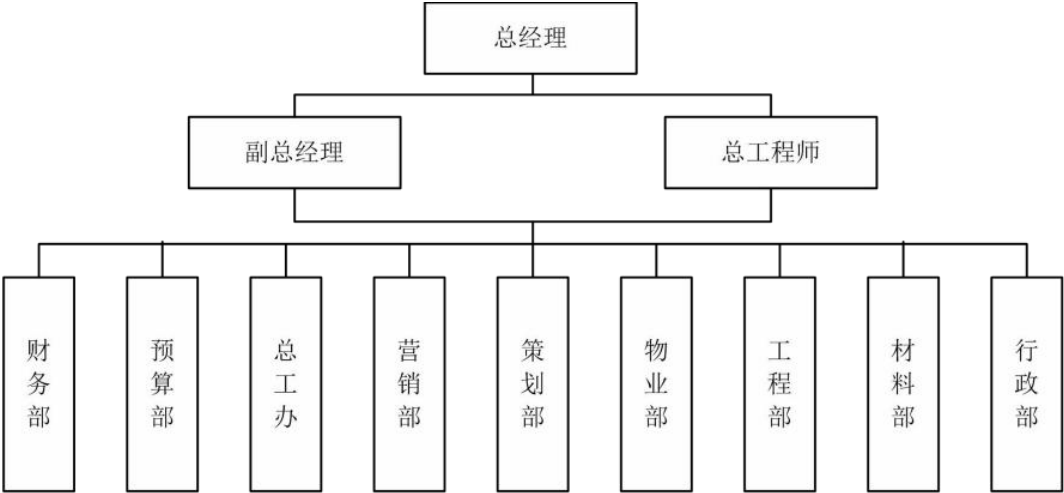 总经理
副总经理
总工程师
财务部
预算部
总工办
营销部
策划部
物业部
工程部
材料部
行政部